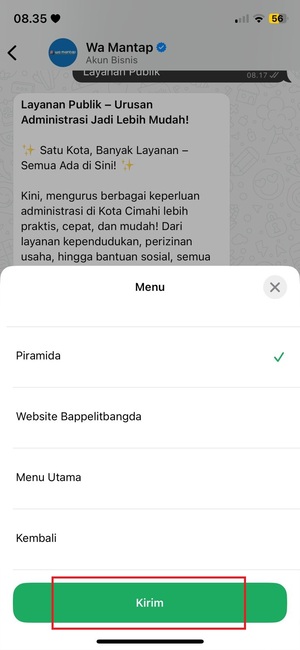 08.35
56
Wa Mantap
Akun Bisnis
Layanan Publik
08.17
Layanan Publik – Urusan
Administrasi Jadi Lebih Mudah!
✨ Satu Kota, Banyak Layanan –
Semua Ada di Sini! ✨
Kini, mengurus berbagai keperluan
administrasi di Kota Cimahi lebih
praktis, cepat, dan mudah! Dari
layanan kependudukan, perizinan
usaha, hingga bantuan sosial, semua
Menu
Piramida
Website Bappelitbangda
Menu Utama
Kembali
Kirim